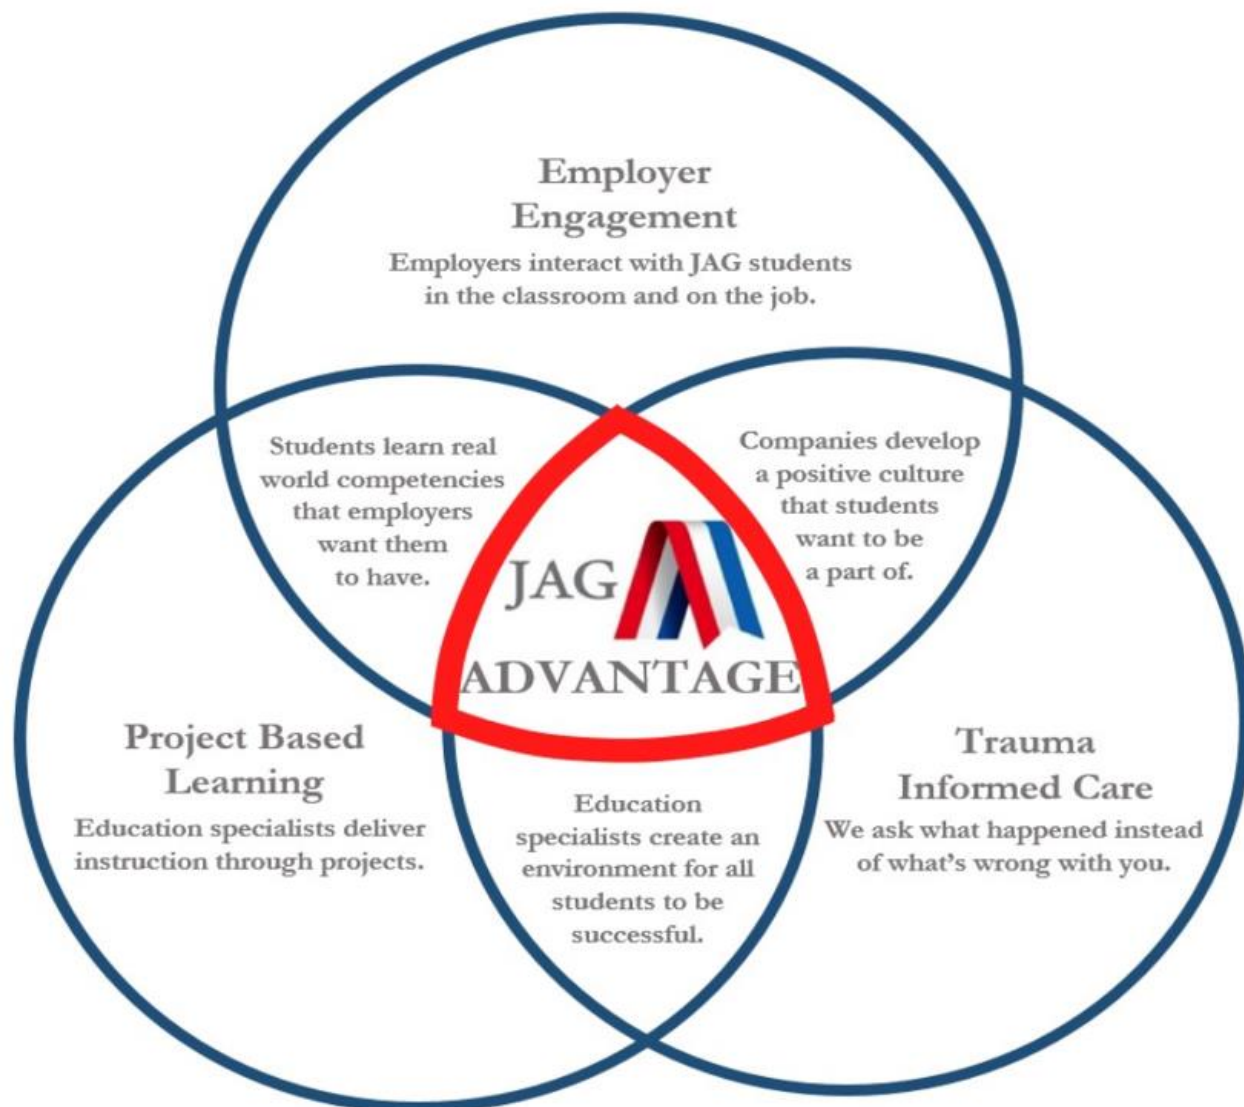 Employer
Engagement
Employers interact with JAG students
in the classroom and on the job.
Students learn real
world competencies
that employers
want them
to have.
Companies develop
a positive culture
that students
want to be
a part of.
JAG
ADVANTAGE
Project Based
Learning
Education specialists deliver
instruction through projects.
Trauma
Informed Care
We ask what happened instead
of what's wrong with you.
Education
specialists create an
environment for all
students to be
successful.